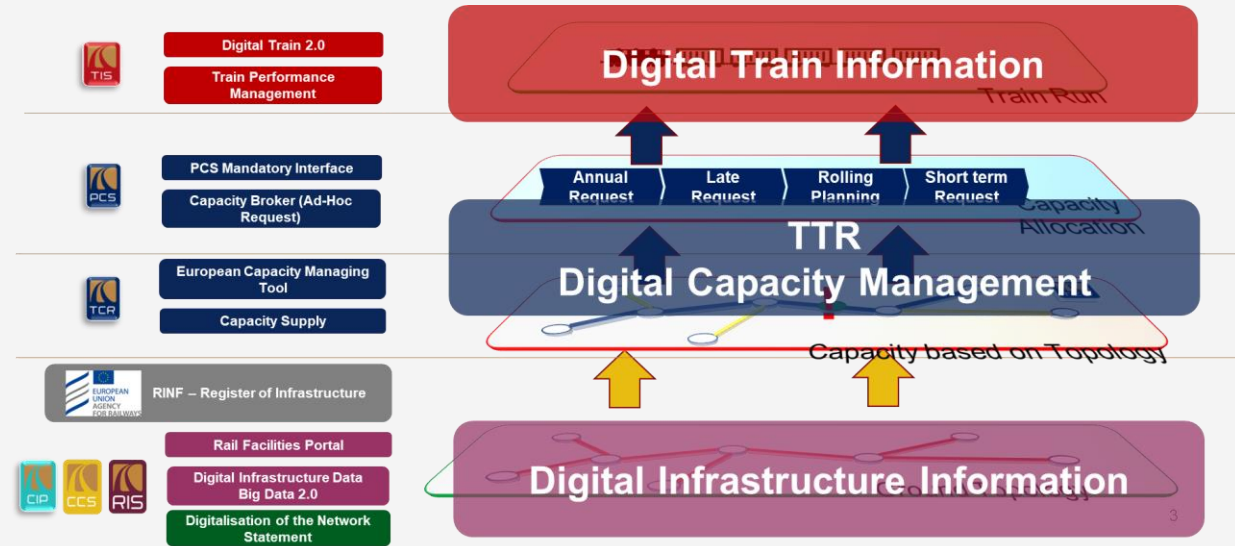 TIS
Digital Train 2.0
Train Performance
Management
Digital Train Information
Train Run
PCS
PCS Mandatory Interface
Capacity Broker (Ad-Hoc
Request)
Annual
Request
Late
Request
Rolling
Planning
Short term
Request
Capacity
Allocation
TTR
Digital Capacity Management
TCR
European Capacity Managing
Tool
Capacity Supply
Capacity based on Topology
EUROPEAN
UNION
AGENCY
FOR RAILWAYS
RINF – Register of Infrastructure
CIP
CCS
RIS
Rail Facilities Portal
Digital Infrastructure Data
Big Data 2.0
Digitalisation of the Network
Statement
Digital Infrastructure Information
Topology
3